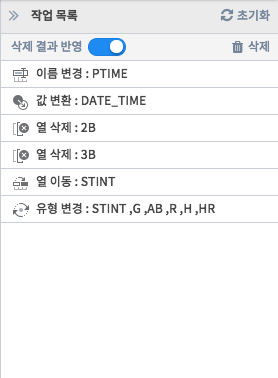 작업 목록 초기화
삭제 결과 반영 삭제
이름 변경 : PTIME
값 변환 : DATE_TIME
열 삭제 : 2B
열 삭제 : 3B
열 이동 : STINT
유형 변경 : STINT ,G ,AB ,R ,H ,HR